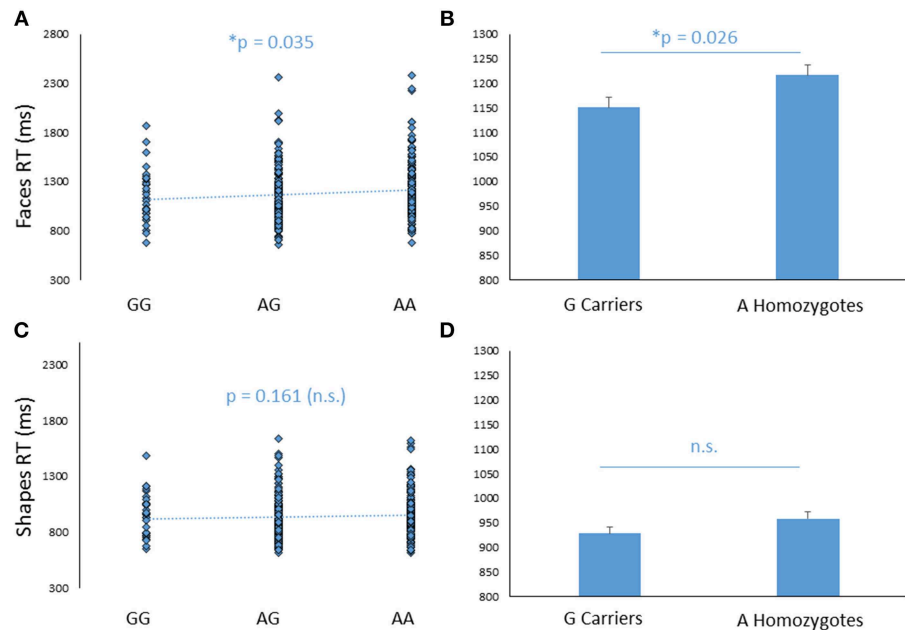 A
*p = 0.035
Faces RT (ms)
2800
2300
1800
1300
800
300
GG AG AA
B
*p = 0.026
1300
1250
1200
1150
1100
1050
1000
950
900
850
800
G Carriers A Homozygotes
C
p = 0.161 (n.s.)
Shapes RT (ms)
2300
1800
1300
800
300
GG AG AA
D
n.s.
1300
1250
1200
1150
1100
1050
1000
950
900
850
800
G Carriers A Homozygotes